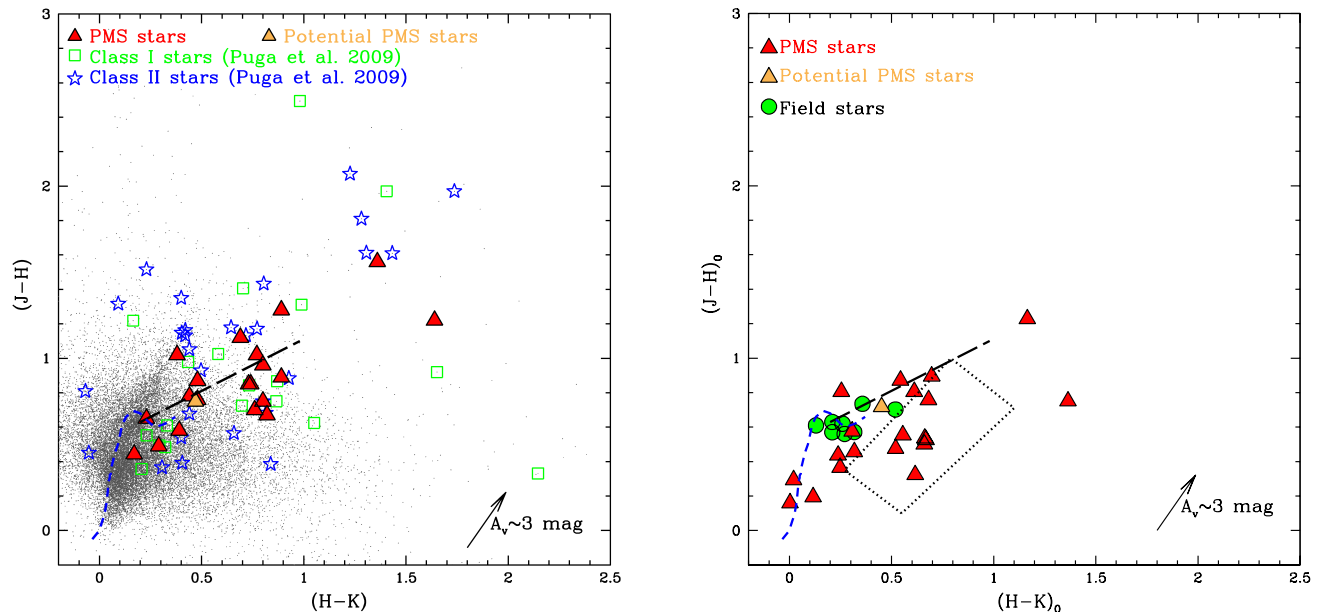 PMS stars
Potential PMS stars
Class I stars (Puga et al. 2009)
Class II stars (Puga et al. 2009)
3
2
1
0
(J−H)
A_v~3 mag
0 0.5 1 1.5 2 2.5
(H−K)
PMS stars
Potential PMS stars
Field stars
3
2
1
0
(J−H)₀
A_v~3 mag
0 0.5 1 1.5 2 2.5
(H−K)₀